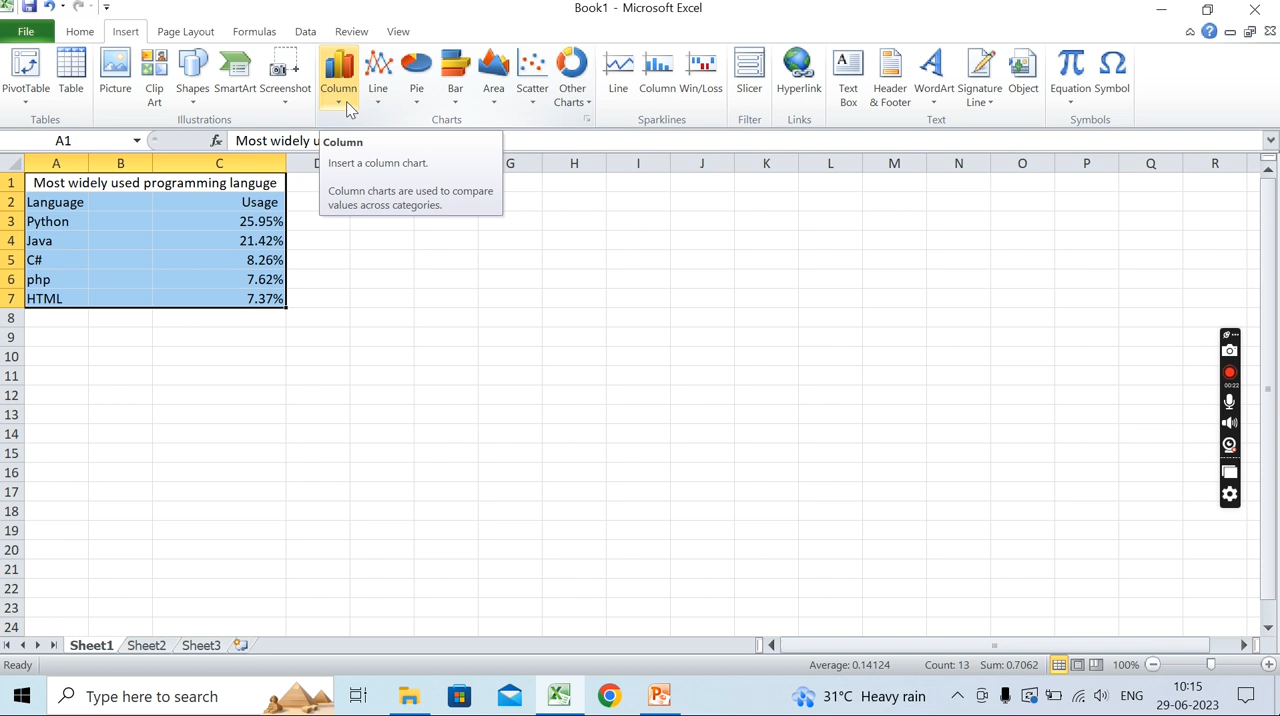 Book1 - Microsoft Excel
File Home Insert Page Layout Formulas Data Review View
PivotTable Table Picture Clip Art Shapes SmartArt Screenshot Column Line Pie Bar Area Scatter Other Charts Line Column Win/Loss Slicer Hyperlink Text Box Header & Footer WordArt Signature Line Object Equation Symbol
Tables Illustrations Charts Sparklines Filter Links Text Symbols
A1 fx Most widely u
Column
Insert a column chart.
Column charts are used to compare
values across categories.
A B C D G H I J K L M N O P Q R
1 Most widely used programming languge
2 Language Usage
3 Python 25.95%
4 Java 21.42%
5 C# 8.26%
6 php 7.62%
7 HTML 7.37%
8
9
10
11
12
13
14
15
16
17
18
19
20
21
22
23
24
00:22
Sheet1 Sheet2 Sheet3
Ready Average: 0.14124 Count: 13 Sum: 0.7062 100%
Type here to search 31°C Heavy rain ENG 10:15
29-06-2023